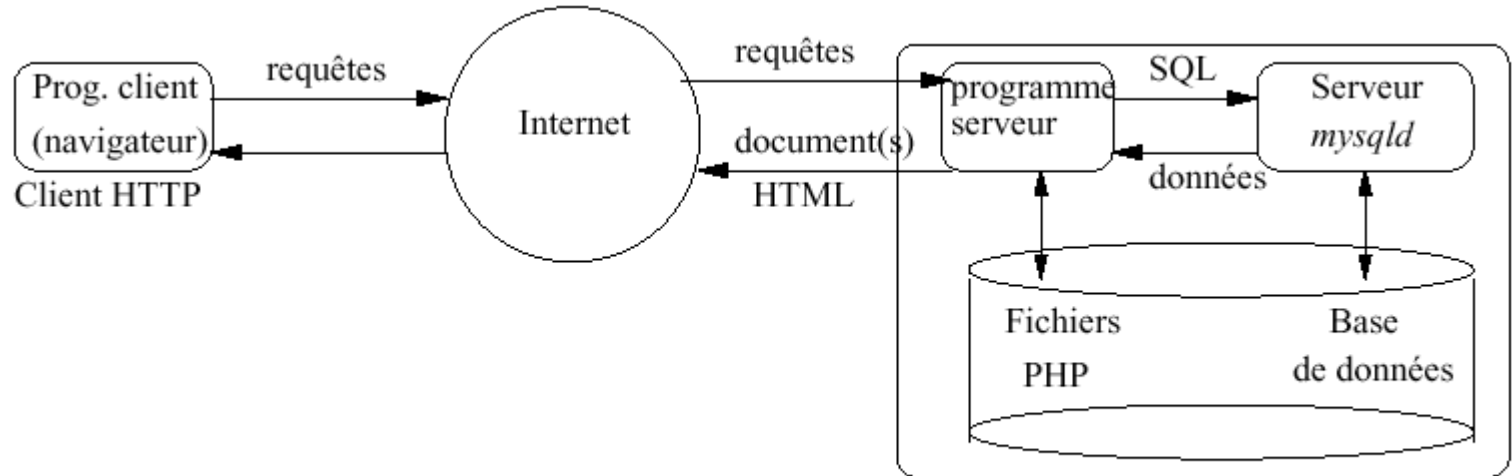 Prog. client
(navigateur)
Client HTTP
requêtes
Internet
requêtes
document(s)
HTML
programme
serveur
SQL
données
Serveur
mysqld
Fichiers
PHP
Base
de données